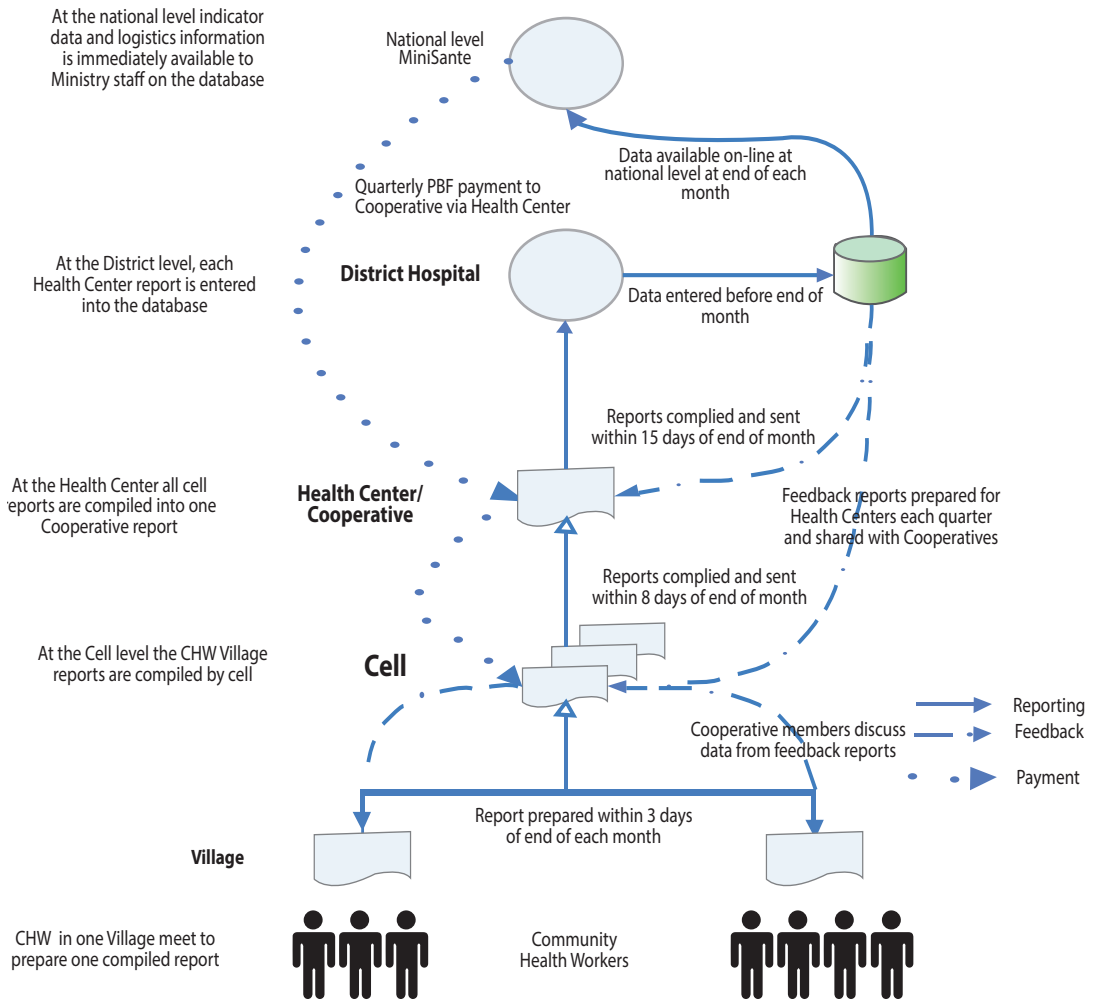 At the national level indicator
data and logistics information
is immediately available to
Ministry staff on the database
National level
MiniSante
Data available on-line at
national level at end of each
month
Quarterly PBF payment to
Cooperative via Health Center
At the District level, each
Health Center report is entered
into the database
District Hospital
Data entered before end of
month
Reports complied and sent
within 15 days of end of month
At the Health Center all cell
reports are compiled into one
Cooperative report
Health Center/
Cooperative
Feedback reports prepared for
Health Centers each quarter
and shared with Cooperatives
Reports complied and sent
within 8 days of end of month
At the Cell level the CHW Village
reports are compiled by cell
Cell
Cooperative members discuss
data from feedback reports
Reporting
Feedback
Payment
Report prepared within 3 days
of end of each month
Village
CHW in one Village meet to
prepare one compiled report
Community
Health Workers